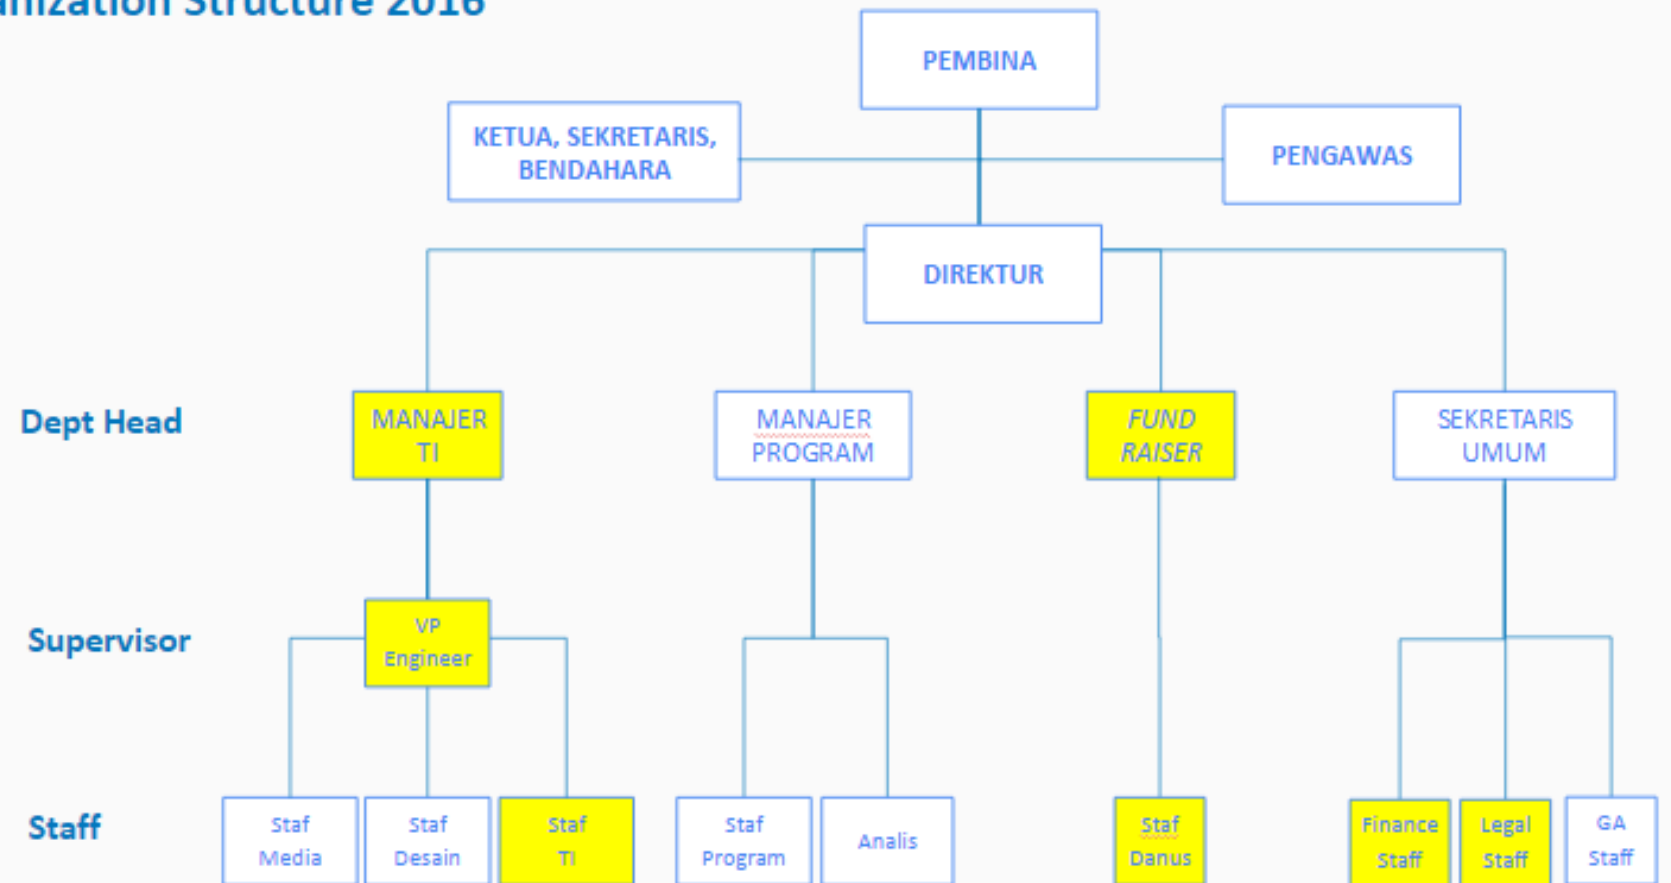 Structure 2016
PEMBINA
KETUA, SEKRETARIS,
BENDAHARA
PENGAWAS
DIREKTUR
Dept Head
MANAJER
TI
MANAJER
PROGRAM
FUND
RAISER
SEKRETARIS
UMUM
Supervisor
VP
Engineer
Staff
Staf
Media
Staf
Desain
Staf
TI
Staf
Program
Analis
Staf
Danus
Finance
Staff
Legal
Staff
GA
Staff